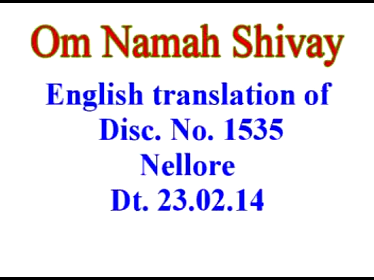 Om Namah Shivay
English translation of
Disc. No. 1535
Nellore
Dt. 23.02.14